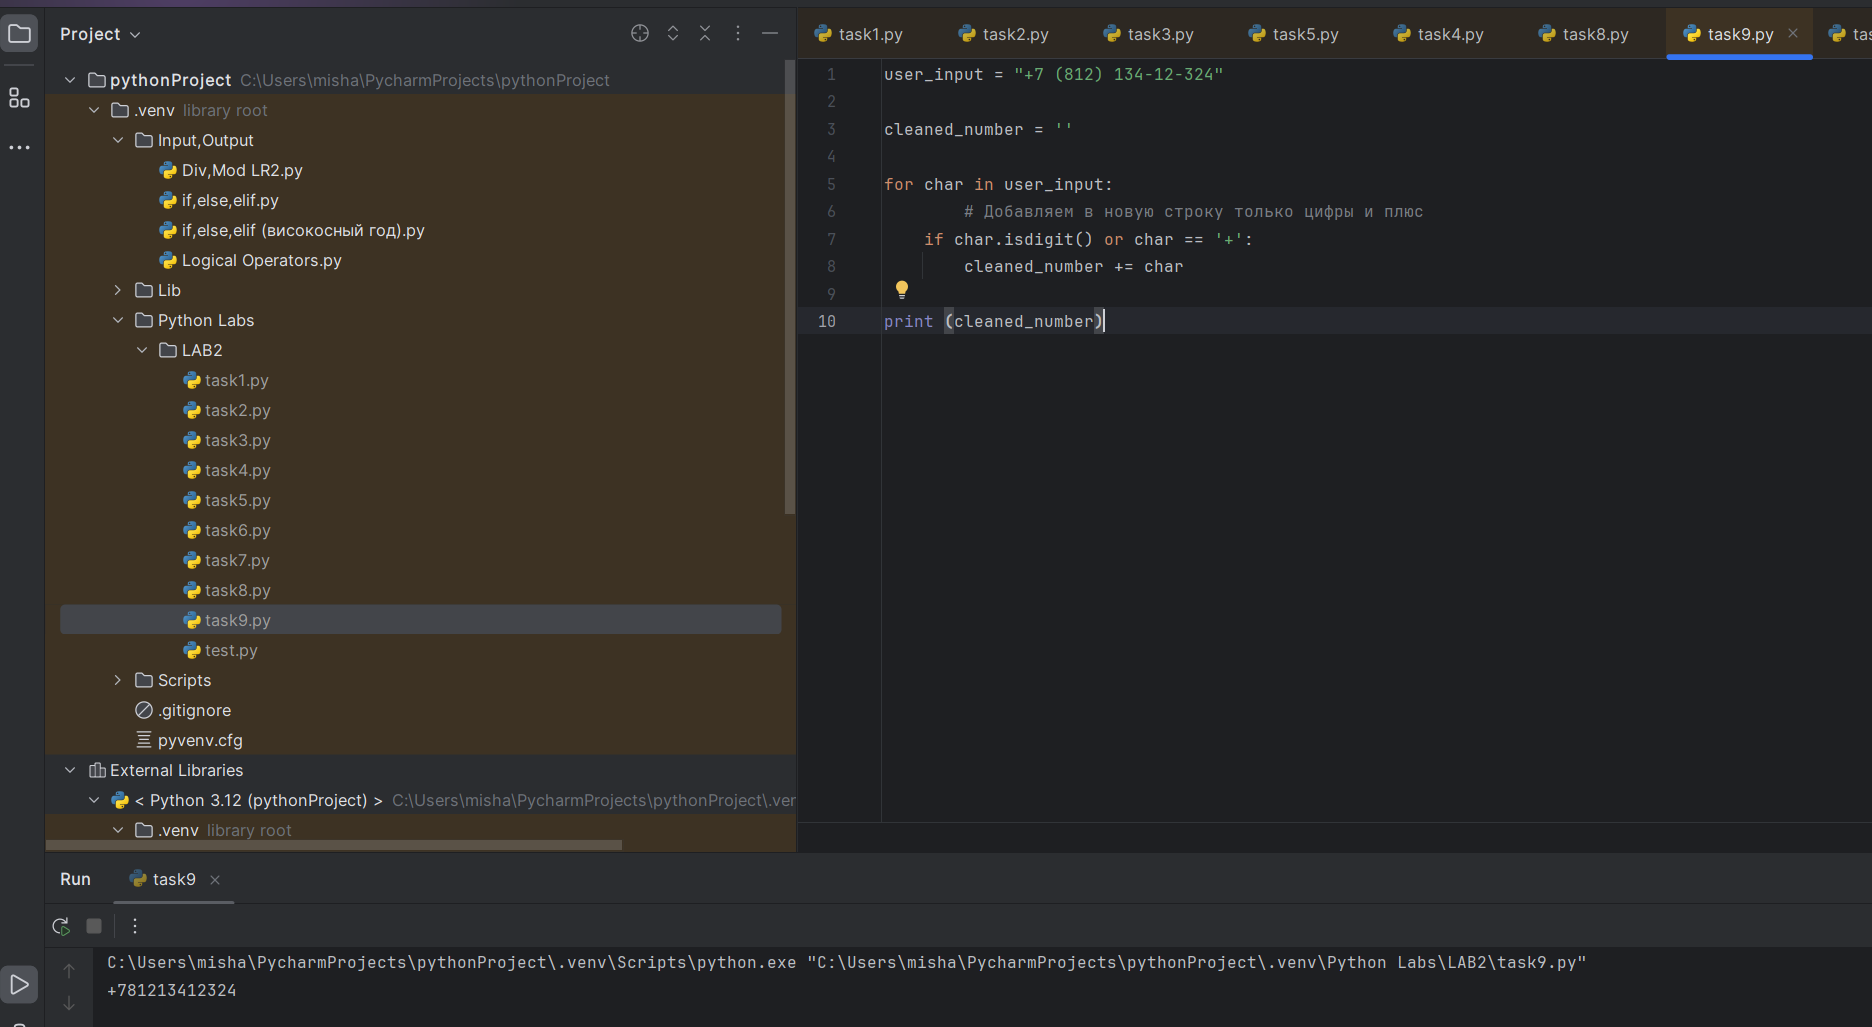 Project
pythonProject C:\Users\misha\PycharmProjects\pythonProject
.venv library root
Input,Output
Div,Mod LR2.py
if,else,elif.py
if,else,elif (високосный год).py
Logical Operators.py
Lib
Python Labs
LAB2
task1.py
task2.py
task3.py
task4.py
task5.py
task6.py
task7.py
task8.py
task9.py
test.py
Scripts
.gitignore
pyvenv.cfg
External Libraries
< Python 3.12 (pythonProject) > C:\Users\misha\PycharmProjects\pythonProject\.ver
.venv library root
task1.py task2.py task3.py task5.py task4.py task8.py task9.py tas
1 user_input = "+7 (812) 134-12-324"
2
3 cleaned_number = ''
4
5 for char in user_input:
6 # Добавляем в новую строку только цифры и плюс
7 if char.isdigit() or char == '+':
8 cleaned_number += char
9
10 print (cleaned_number)
Run task9
C:\Users\misha\PycharmProjects\pythonProject\.venv\Scripts\python.exe "C:\Users\misha\PycharmProjects\pythonProject\.venv\Python Labs\LAB2\task9.py"
+781213412324